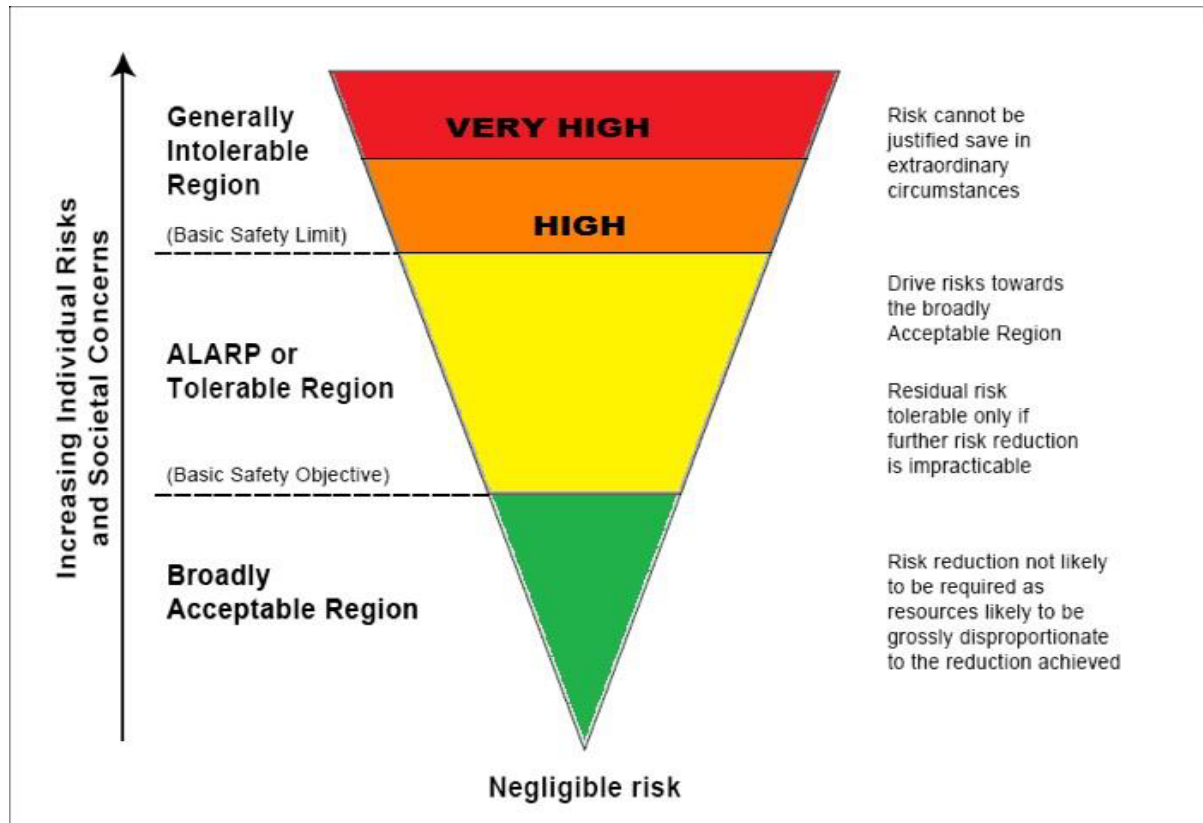 Increasing Individual Risks
and Societal Concerns
Generally
Intolerable
Region
(Basic Safety Limit)
ALARP or
Tolerable Region
(Basic Safety Objective)
Broadly
Acceptable Region
VERY HIGH
HIGH
Negligible risk
Risk cannot be
justified save in
extraordinary
circumstances
Drive risks towards
the broadly
Acceptable Region
Residual risk
tolerable only if
further risk reduction
is impracticable
Risk reduction not likely
to be required as
resources likely to be
grossly disproportionate
to the reduction achieved